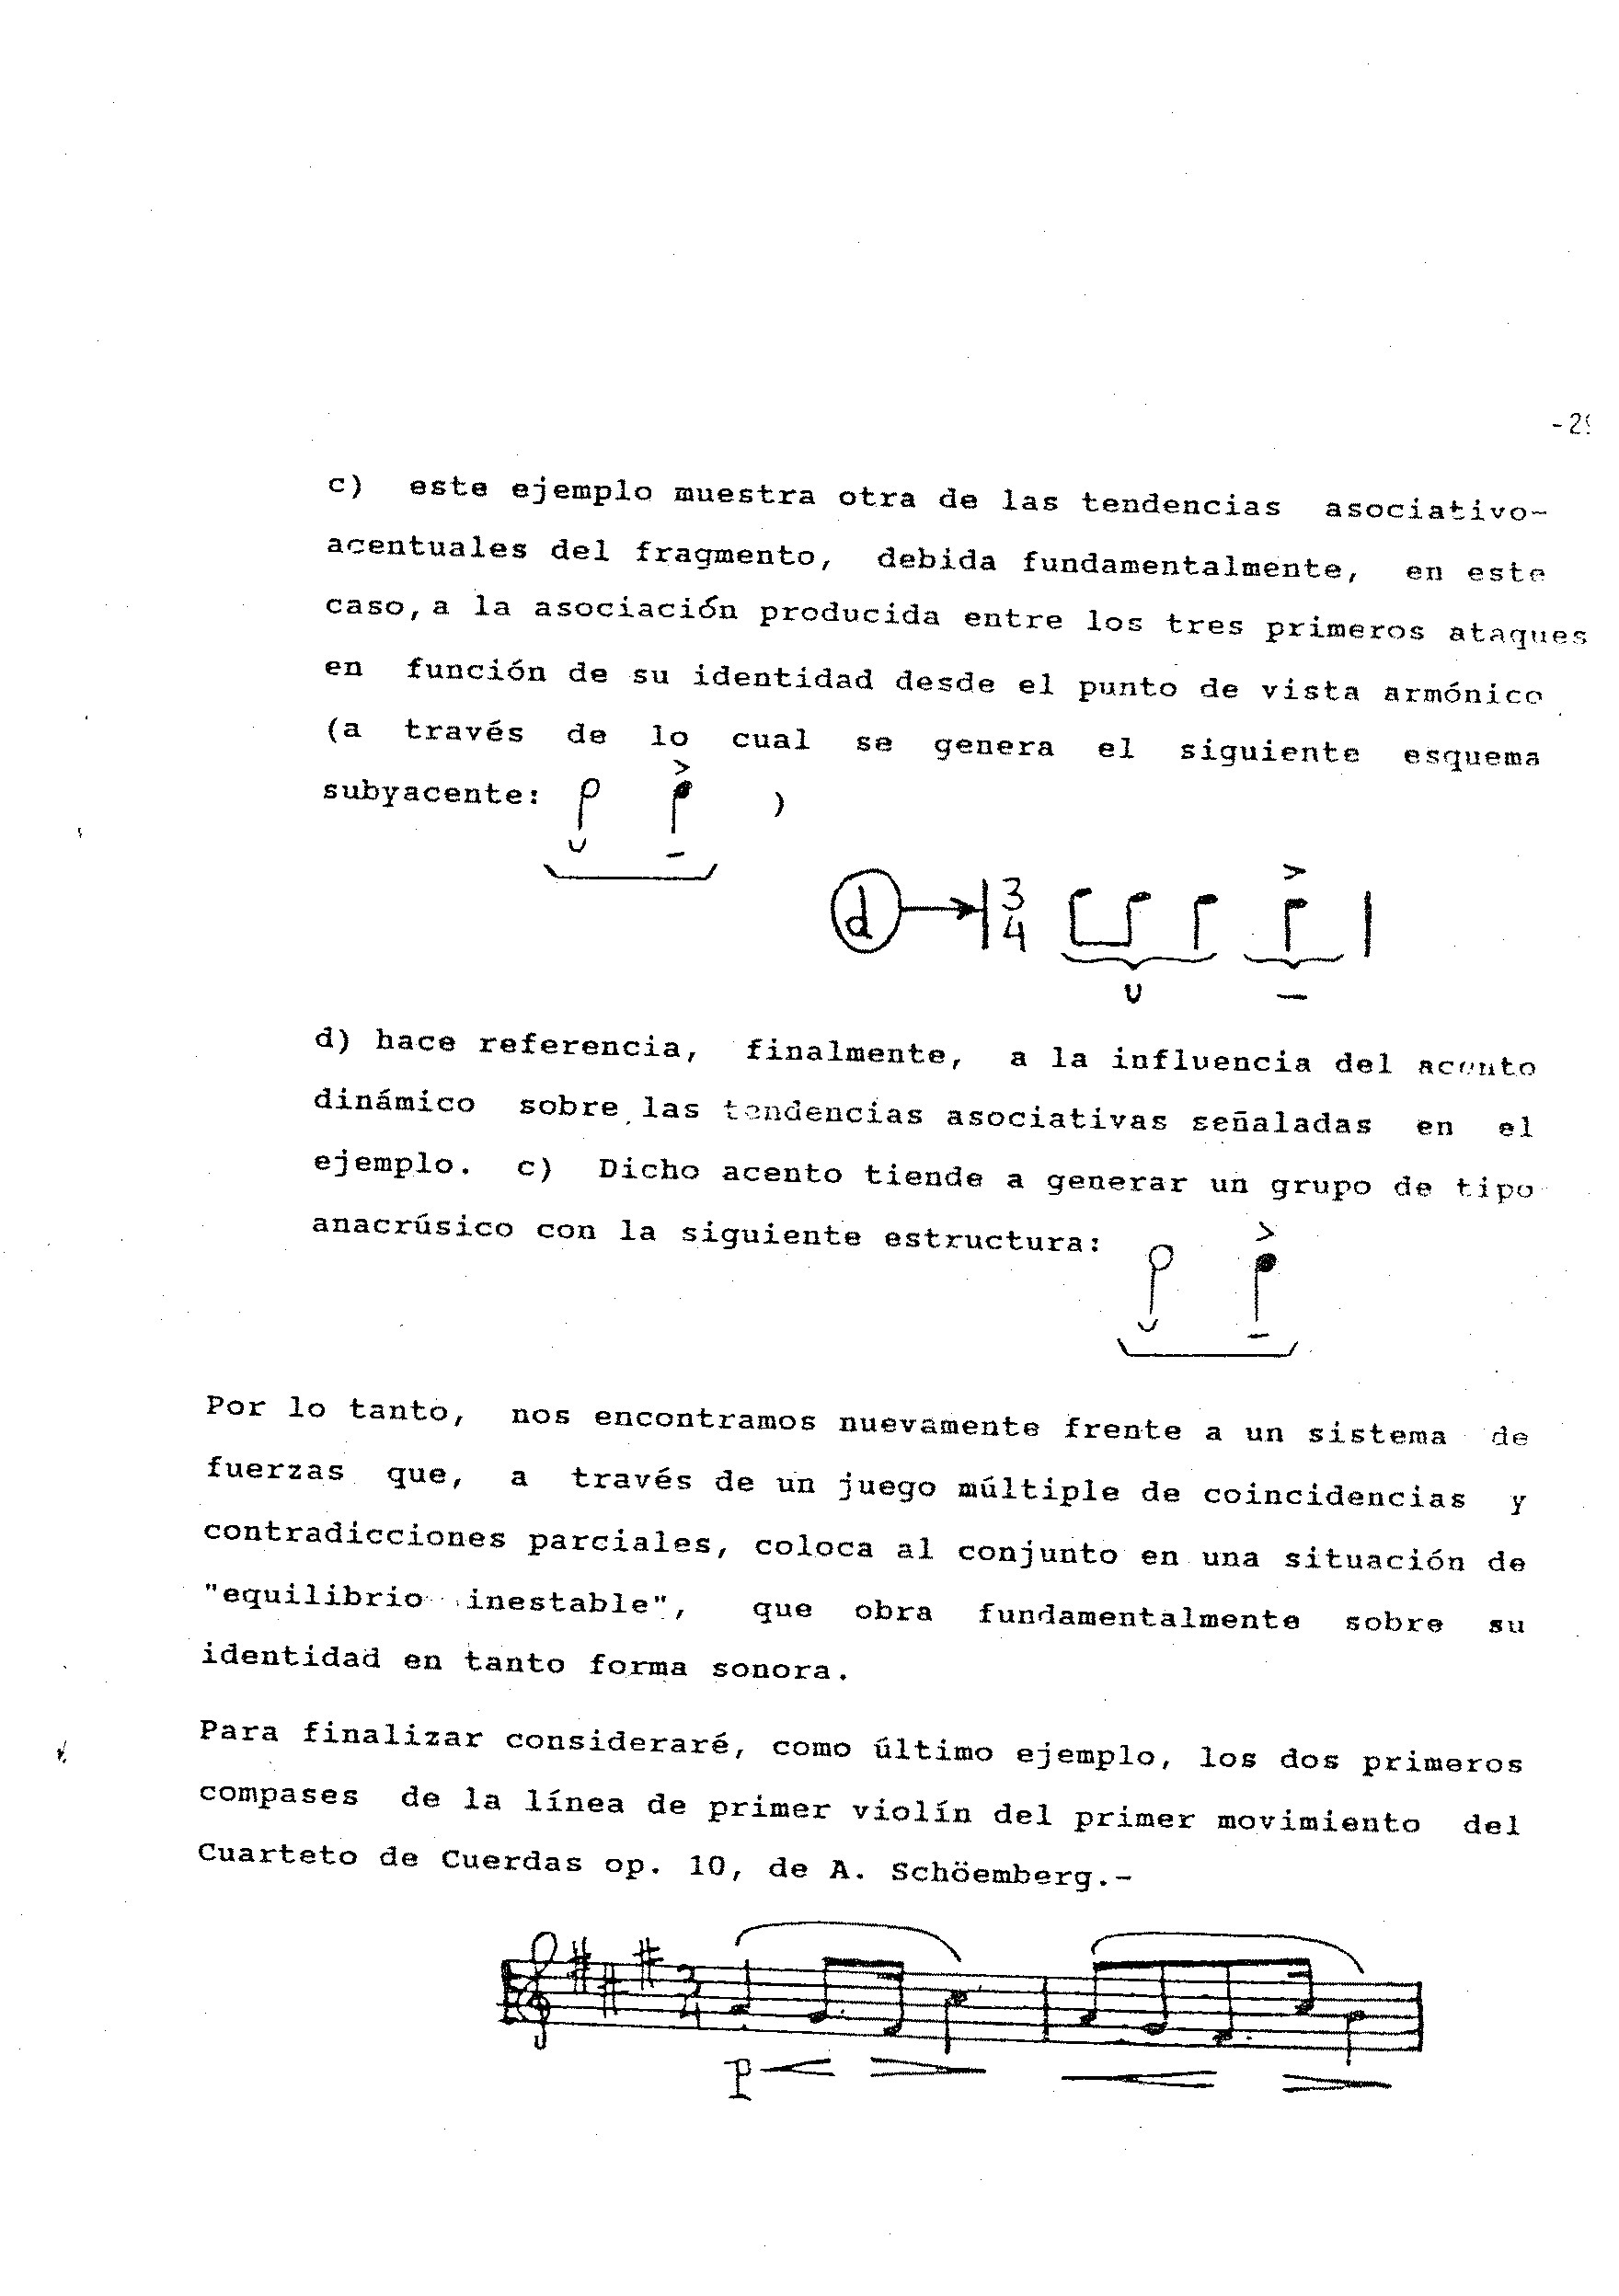 -29
c) este ejemplo muestra otra de las tendencias asociativo-
acentuales del fragmento, debida fundamentalmente, en este
caso, a la asociación producida entre los tres primeros ataques
en función de su identidad desde el punto de vista armónico
(a través de lo cual se genera el siguiente esquema
subyacente: )
d 3/4
d) hace referencia, finalmente, a la influencia del acento
dinámico sobre las tendencias asociativas señaladas en el
ejemplo. c) Dicho acento tiende a generar un grupo de tipo
anacrúsico con la siguiente estructura:
Por lo tanto, nos encontramos nuevamente frente a un sistema de
fuerzas que, a través de un juego múltiple de coincidencias y
contradicciones parciales, coloca al conjunto en una situación de
"equilibrio inestable", que obra fundamentalmente sobre su
identidad en tanto forma sonora.
Para finalizar consideraré, como último ejemplo, los dos primeros
compases de la línea de primer violín del primer movimiento del
Cuarteto de Cuerdas op. 10, de A. Schöemberg.-
3/4
p